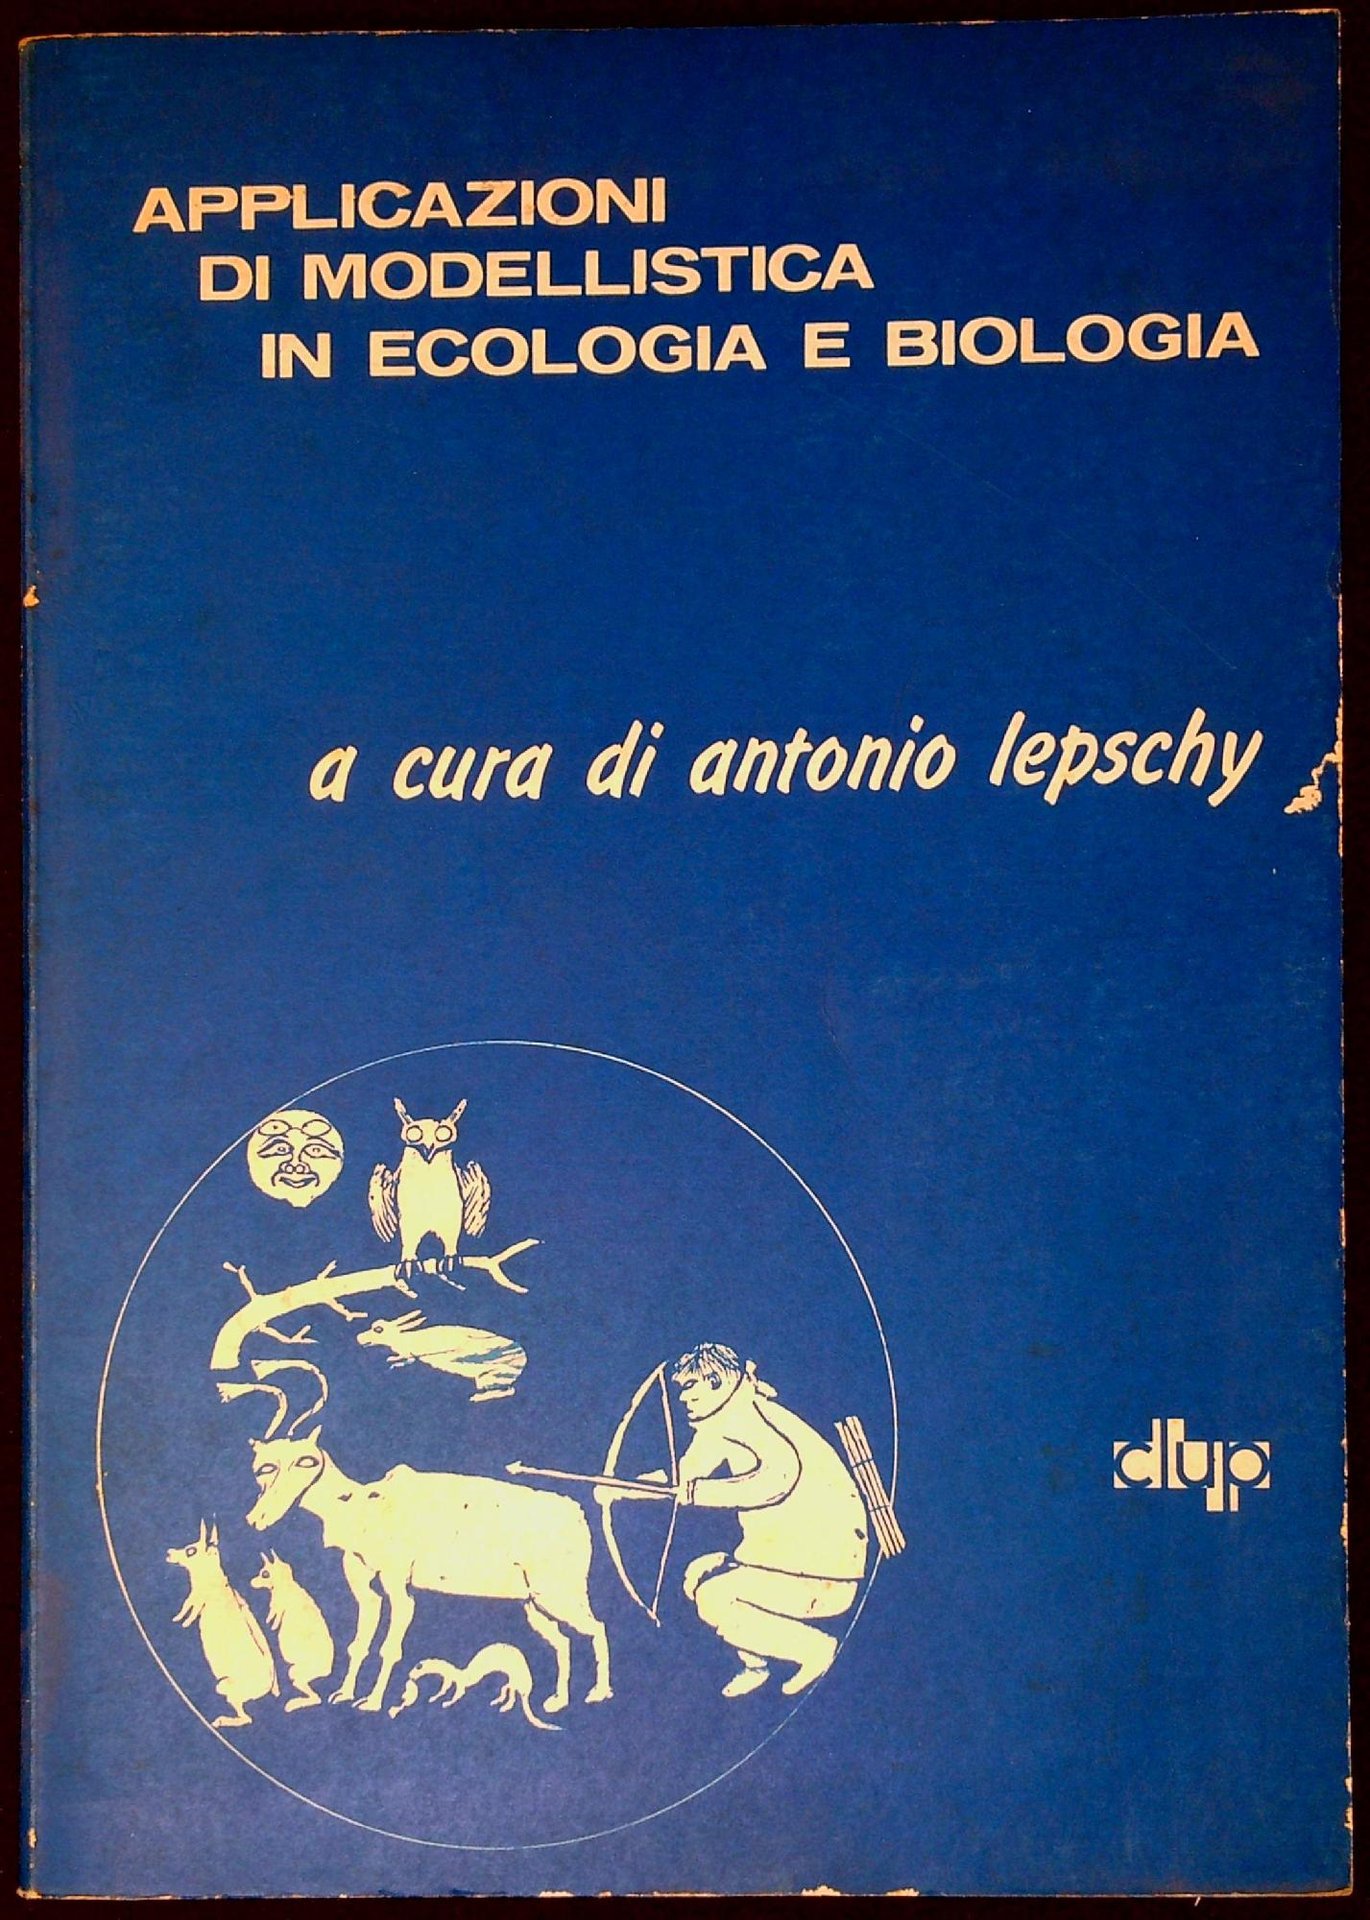 APPLICAZIONI
DI MODELLISTICA
IN ECOLOGIA E BIOLOGIA
a cura di antonio lepschy
clup